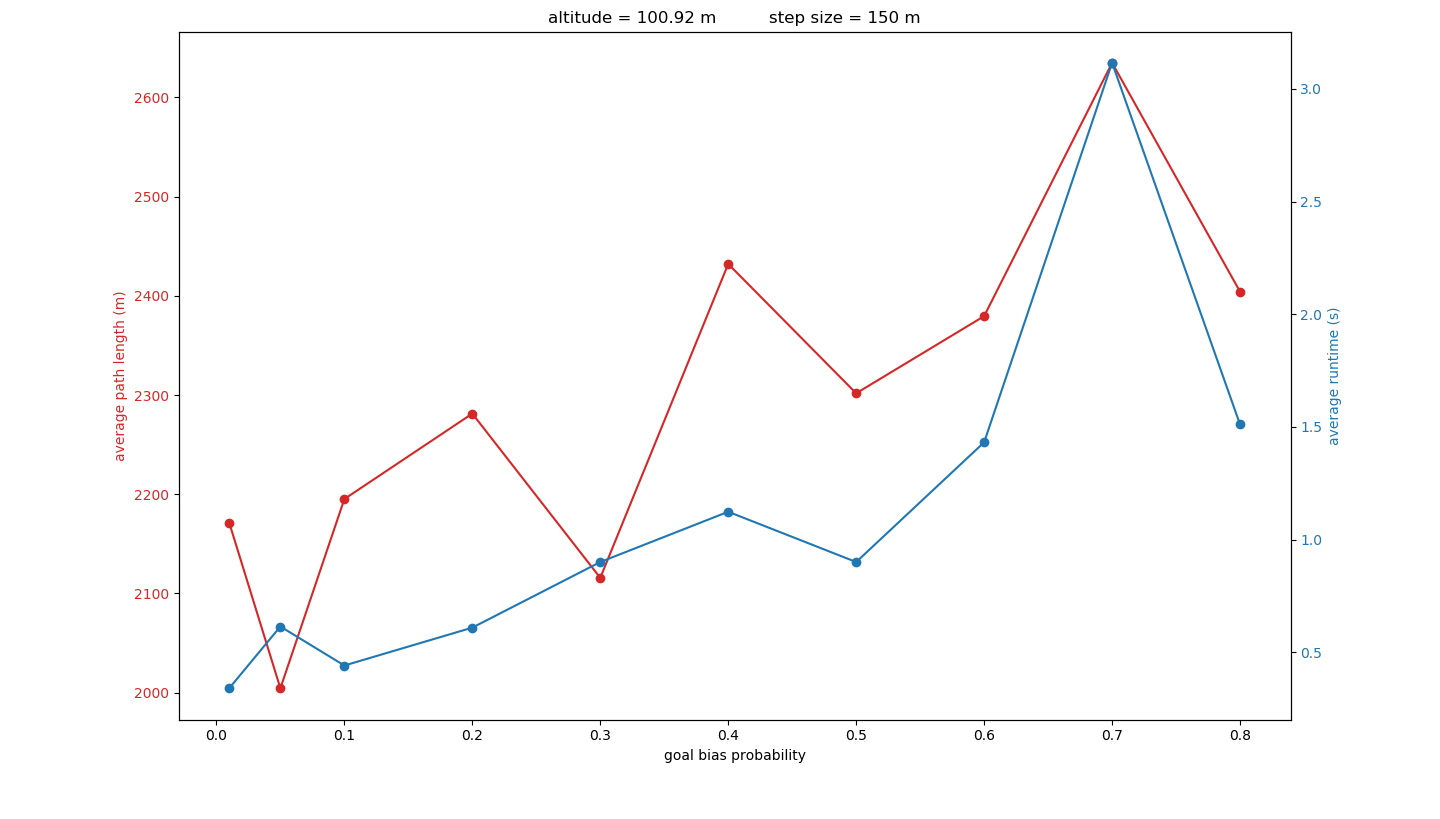 altitude = 100.92 m step size = 150 m
2600
2500
2400
2300
2200
2100
2000
average path length (m)
3.0
2.5
2.0
1.5
1.0
0.5
average runtime (s)
0.0 0.1 0.2 0.3 0.4 0.5 0.6 0.7 0.8
goal bias probability